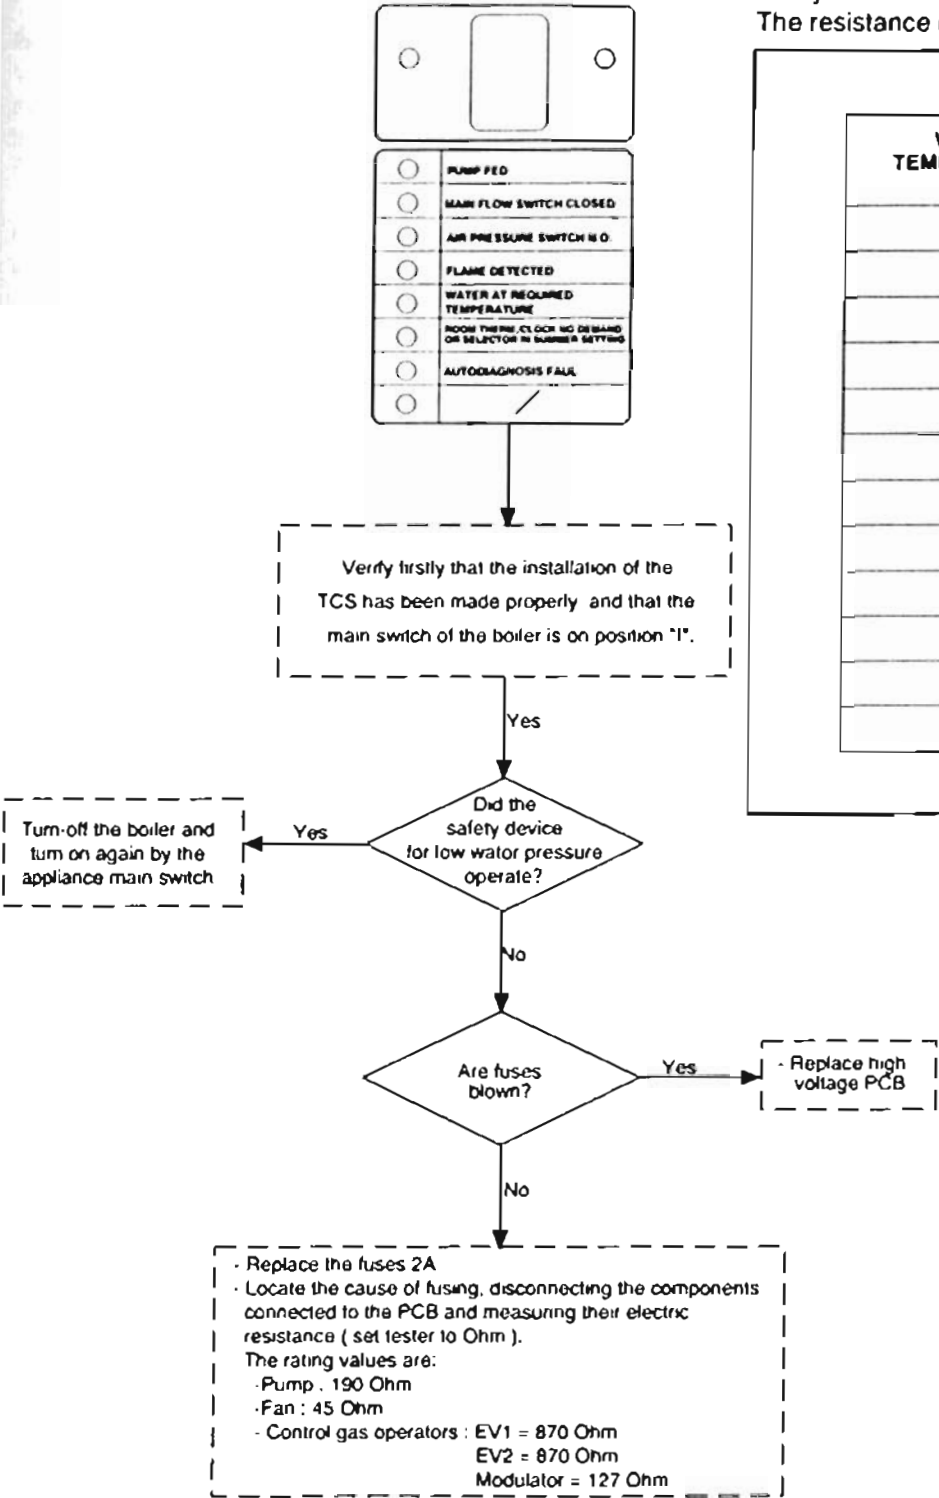 The resistance
TEM
PUMP FED
MAIN FLOW SWITCH CLOSED
AIR PRESSURE SWITCH N.O.
FLAME DETECTED
WATER AT REQUIRED
TEMPERATURE
ROOM THERM, CLOCK NO DEMAND
OR SELECTOR IN SUMMER SETTING
AUTODIAGNOSIS FAUL
Verify firstly that the installation of the
TCS has been made properly and that the
main switch of the boiler is on position "I".
Yes
Did the
safety device
for low wator pressure
operate?
Yes
Turn-off the boiler and
turn on again by the
appliance main switch
No
Are fuses
blown?
Yes
- Replace high
voltage PCB
No
- Replace the fuses 2A
- Locate the cause of fusing, disconnecting the components
connected to the PCB and measuring their electric
resistance ( set tester to Ohm ).
The rating values are:
-Pump . 190 Ohm
-Fan : 45 Ohm
- Control gas operators : EV1 = 870 Ohm
EV2 = 870 Ohm
Modulator = 127 Ohm